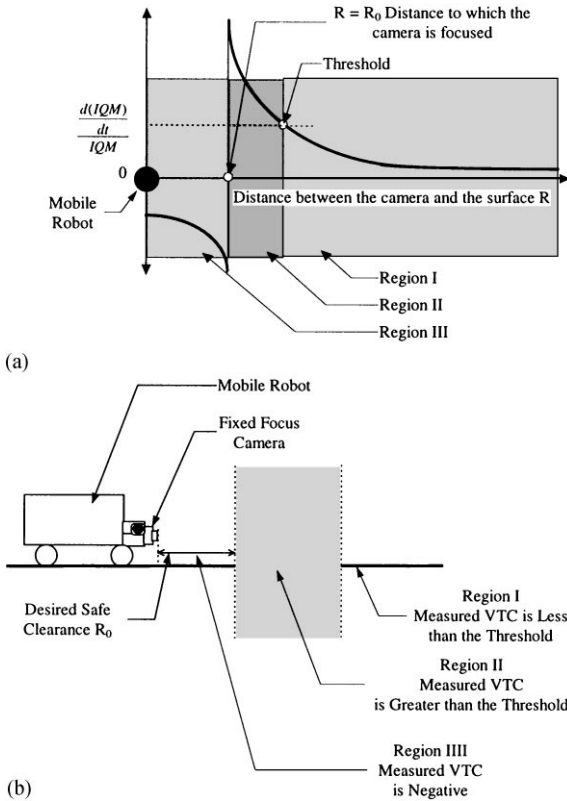 R = R₀ Distance to which the
camera is focused
Threshold
d(IQM)
dt
IQM
0
Mobile
Robot
Distance between the camera and the surface R
Region I
Region II
Region III
(a)
Mobile Robot
Fixed Focus
Camera
Desired Safe
Clearance R₀
Region I
Measured VTC is Less
than the Threshold
Region II
Measured VTC
is Greater than the Threshold
Region IIII
Measured VTC
is Negative
(b)